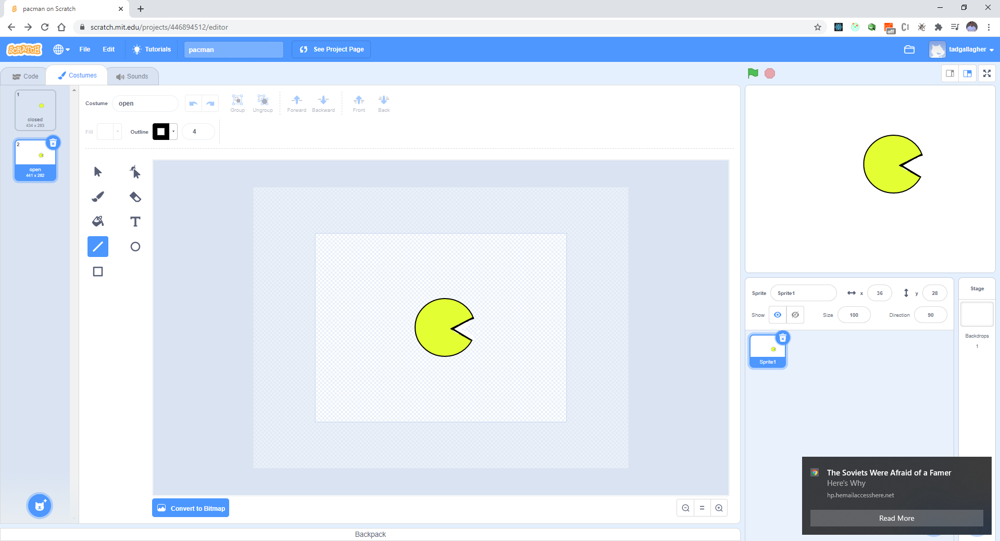 pacman on Scratch
scratch.mit.edu/projects/446894512/editor
off
SCRATCH
File
Edit
Tutorials
pacman
See Project Page
tadgallagher
Code
Costumes
Sounds
1
closed
434 x 283
2
open
441 x 282
Costume
open
Group
Ungroup
Forward
Backward
Front
Back
Fill
Outline
4
T
Convert to Bitmap
Backpack
Sprite
Sprite1
x
36
y
28
Show
Size
100
Direction
90
Sprite1
Stage
Backdrops
1
The Soviets Were Afraid of a Famer
Here's Why
hp.hemailaccesshere.net
Read More